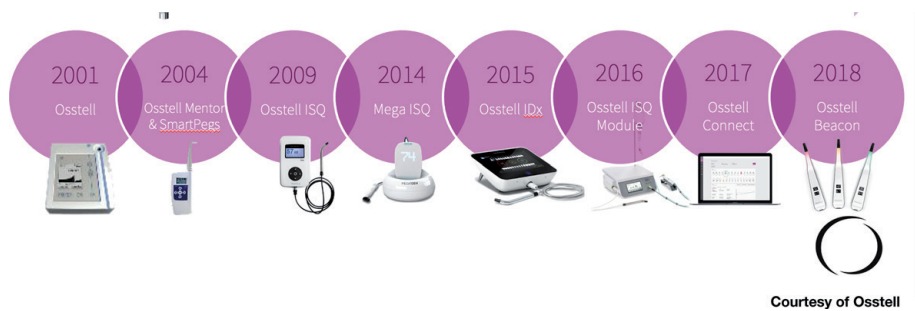 2001
Osstell
2004
Osstell Mentor
& SmartPegs
2009
Osstell ISQ
2014
Mega ISQ
74
2015
Osstell IDx
2016
Osstell ISQ
Module
2017
Osstell
Connect
2018
Osstell
Beacon
Courtesy of Osstell